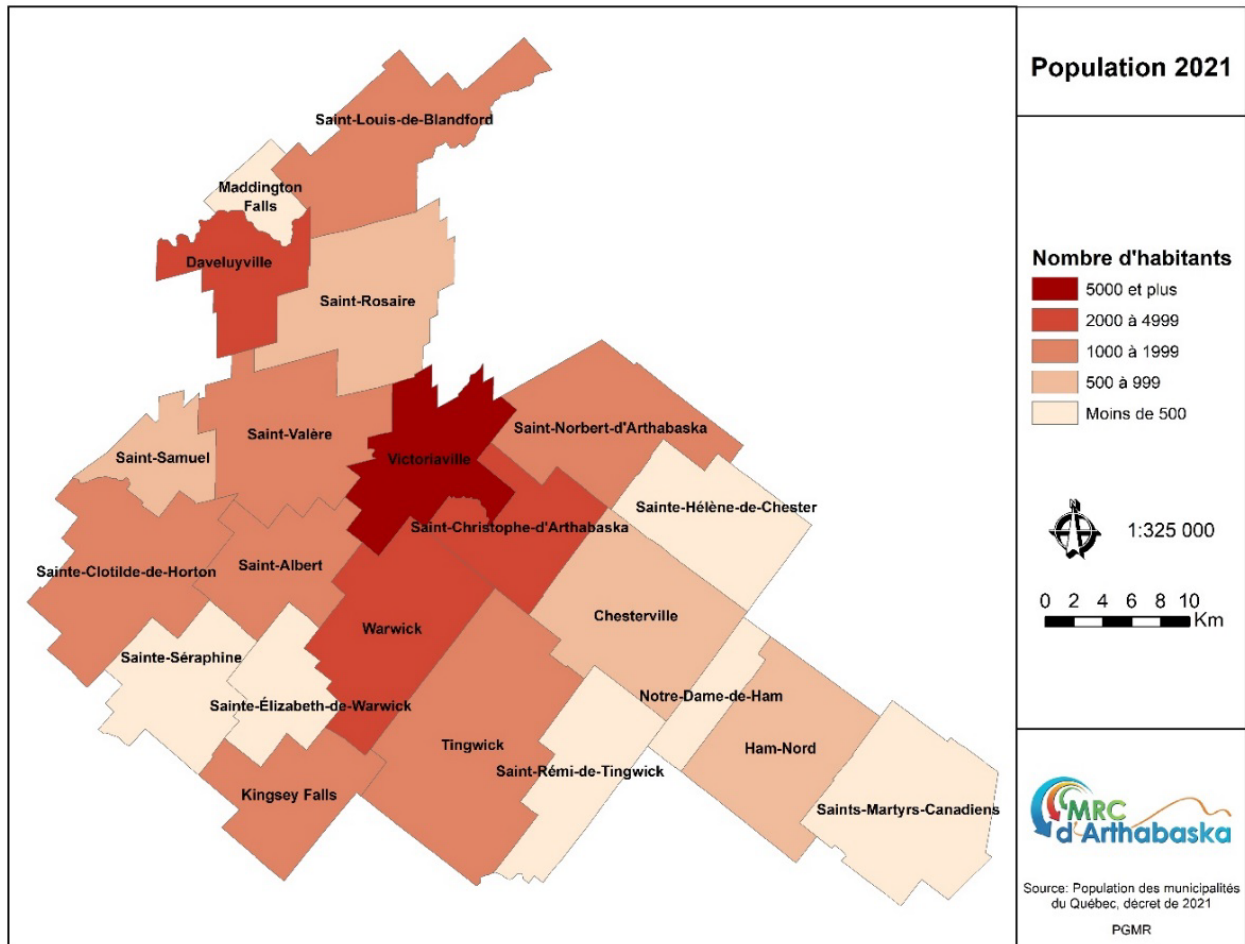 Population 2021
Saint-Louis-de-Blandford
Maddington
Falls
Daveluyville
Saint-Rosaire
Saint-Norbert-d'Arthabaska
Saint-Valère
Saint-Samuel
Victoriaville
Sainte-Hélène-de-Chester
Saint-Christophe-d'Arthabaska
Saint-Albert
Sainte-Clotilde-de-Horton
Chesterville
Warwick
Sainte-Séraphine
Notre-Dame-de-Ham
Sainte-Élizabeth-de-Warwick
Tingwick
Ham-Nord
Saint-Rémi-de-Tingwick
Kingsey Falls
Saints-Martyrs-Canadiens
Nombre d'habitants
5000 et plus
2000 à 4999
1000 à 1999
500 à 999
Moins de 500
1:325 000
0 2 4 6 8 10
Km
MRC
d'Arthabaska
Source: Population des municipalités
du Québec, décret de 2021
PGMR